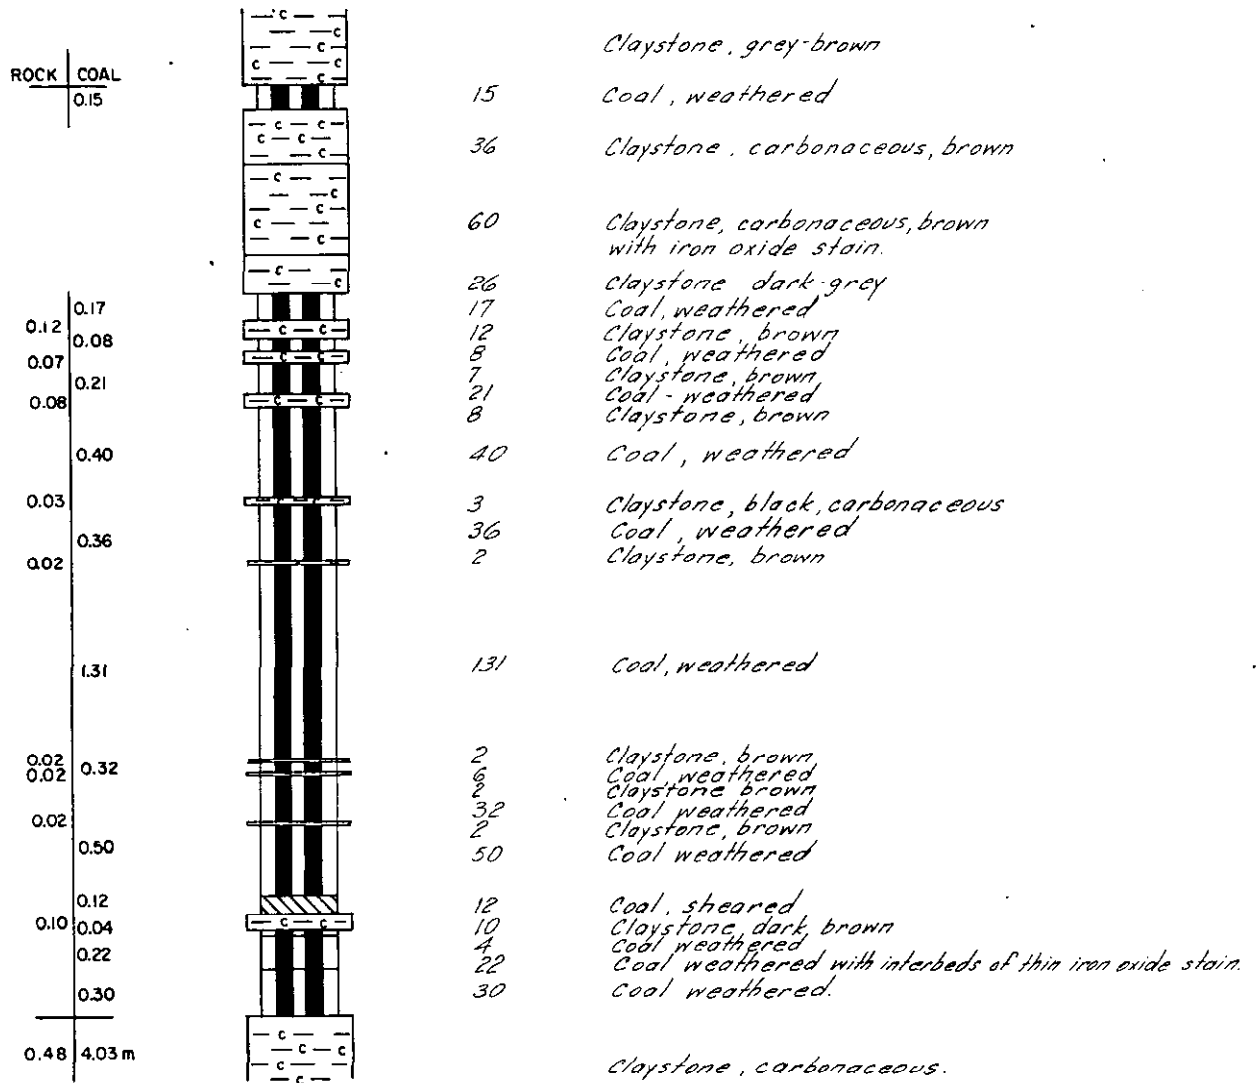 Claystone, grey-brown
ROCK COAL
0.15 15 Coal, weathered
36 Claystone, carbonaceous, brown
60 Claystone, carbonaceous, brown
with iron oxide stain.
26 Claystone dark-grey
0.17 17 Coal, weathered
0.12 12 Claystone, brown
0.08 8 Coal, weathered
0.07 7 Claystone, brown
0.21 21 Coal - weathered
0.08 8 Claystone, brown
0.40 40 Coal, weathered
0.03 3 Claystone, black, carbonaceous
0.36 36 Coal, weathered
0.02 2 Claystone, brown
1.31 131 Coal, weathered
0.02 2 Claystone, brown
6 Coal, weathered
0.02 2 Claystone brown
0.32 32 Coal weathered
0.02 2 Claystone, brown
0.50 50 Coal weathered
0.12 12 Coal, sheared
0.10 10 Claystone, dark, brown
0.04 4 Coal weathered
0.22 22 Coal weathered with interbeds of thin iron oxide stain.
0.30 30 Coal weathered.
0.48 4.03 m
Claystone, carbonaceous.